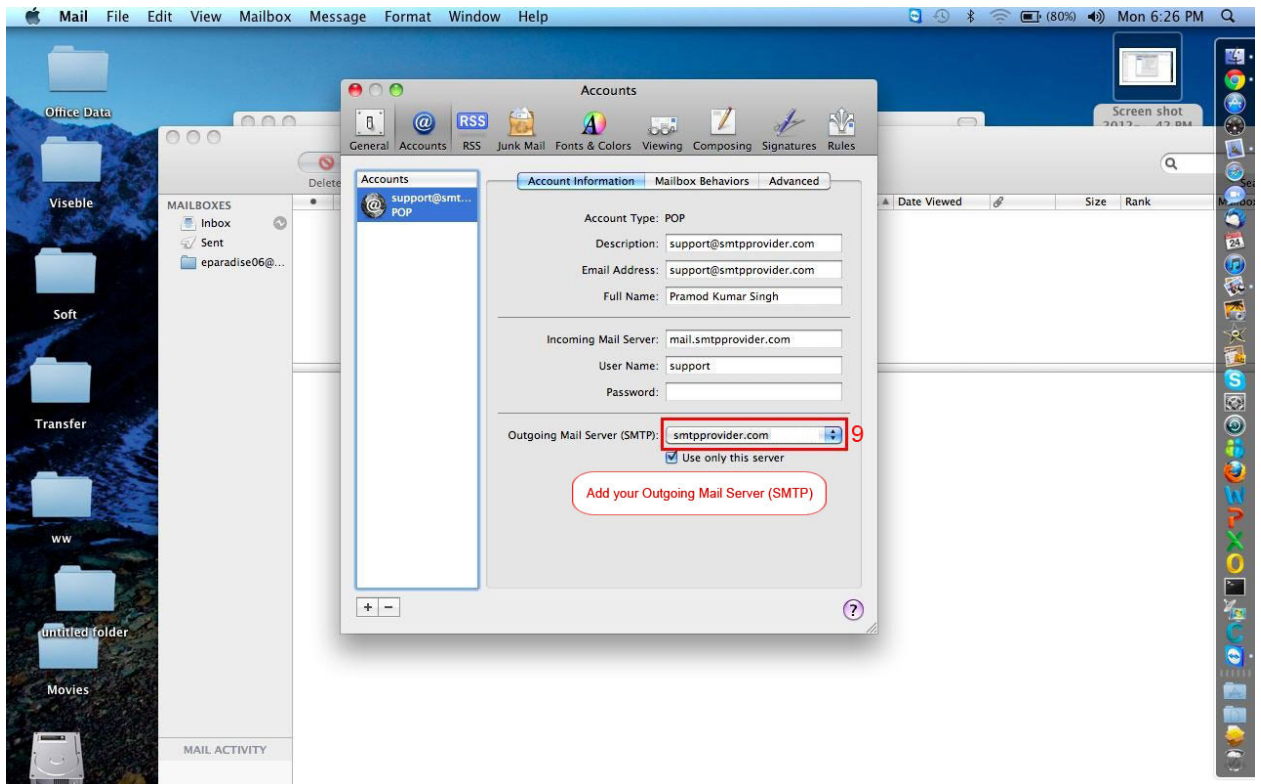 Mail File Edit View Mailbox Message Format Window Help (80%) Mon 6:26 PM
Office Data
Viseble
Soft
Transfer
ww
untitled folder
Movies
Screen shot
Delete
MAILBOXES
Inbox
Sent
eparadise06@...
MAIL ACTIVITY
Date Viewed Size Rank
Accounts
General Accounts RSS Junk Mail Fonts & Colors Viewing Composing Signatures Rules
RSS
Accounts
support@smt...
POP
Account Information Mailbox Behaviors Advanced
Account Type: POP
Description: support@smtpprovider.com
Email Address: support@smtpprovider.com
Full Name: Pramod Kumar Singh
Incoming Mail Server: mail.smtpprovider.com
User Name: support
Password:
Outgoing Mail Server (SMTP): smtpprovider.com 9
Use only this server
Add your Outgoing Mail Server (SMTP)
24